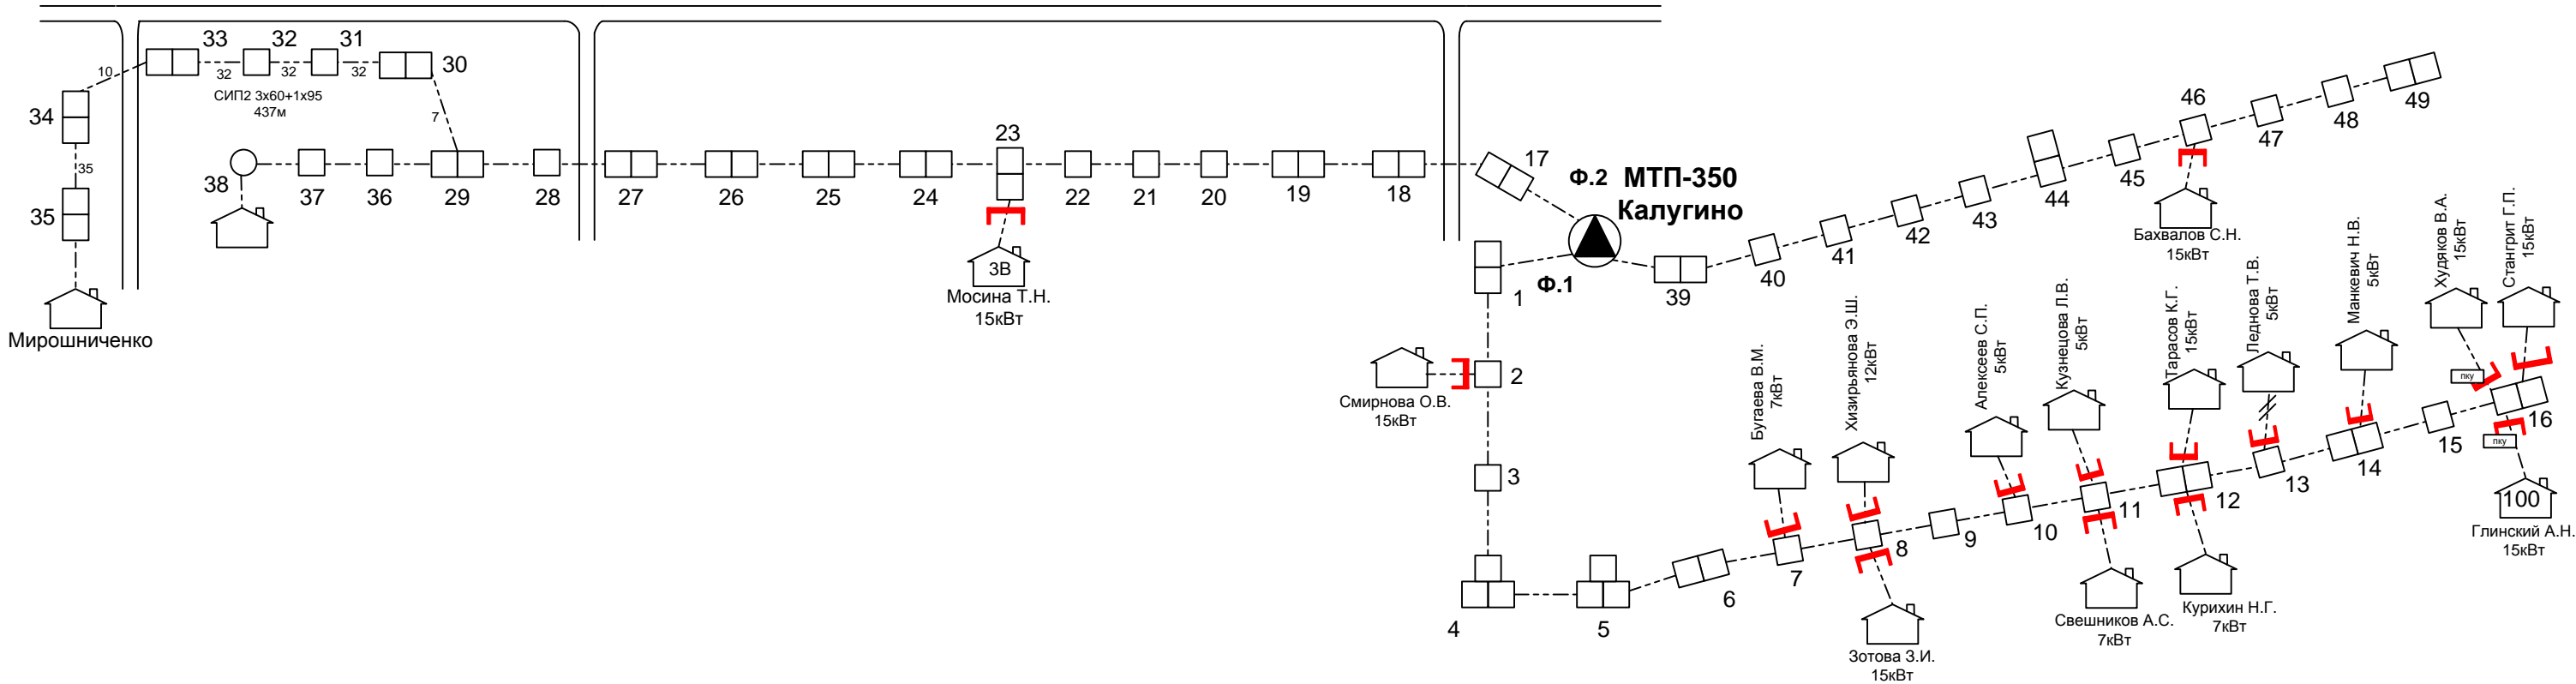 33
32
31
30
10
32
32
32
СИП2 3х60+1х95
437м
7
34
35
35
Мирошниченко
38
37
36
29
28
27
26
25
24
23
22
21
20
19
18
17
3В
Мосина Т.Н.
15кВт
Ф.2
МТП-350
Калугино
Ф.1
39
40
41
42
43
44
45
46
47
48
49
Бахвалов С.Н.
15кВт
1
2
Смирнова О.В.
15кВт
3
4
5
6
7
Бугаева В.М.
7кВт
8
Хизирьянова Э.Ш.
12кВт
Зотова З.И.
15кВт
9
10
Алексеев С.П.
5кВт
11
Кузнецова Л.В.
5кВт
Свешников А.С.
7кВт
12
Тарасов К.Г.
15кВт
Курихин Н.Г.
7кВт
13
Леднова Т.В.
5кВт
14
Манкевич Н.В.
5кВт
15
16
Худяков В.А.
15кВт
Стангрит Г.П.
15кВт
пку
пку
100
Глинский А.Н.
15кВт